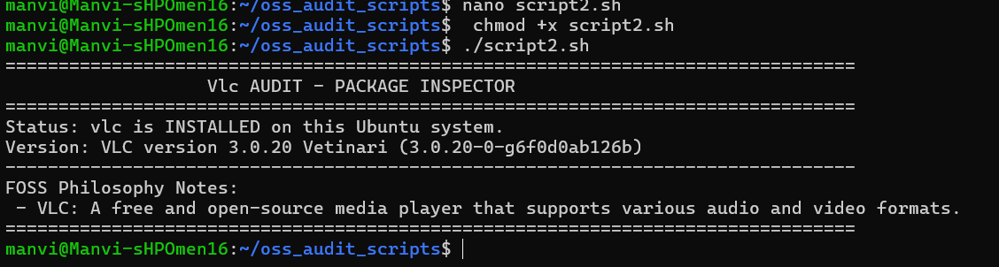 manvi@Manvi-sHPOmen16:~/oss_audit_scripts$ nano script2.sh
manvi@Manvi-sHPOmen16:~/oss_audit_scripts$  chmod +x script2.sh
manvi@Manvi-sHPOmen16:~/oss_audit_scripts$ ./script2.sh
================================================================================
                   Vlc AUDIT - PACKAGE INSPECTOR
================================================================================
Status: vlc is INSTALLED on this Ubuntu system.
Version: VLC version 3.0.20 Vetinari (3.0.20-0-g6f0d0ab126b)
--------------------------------------------------------------------------------
FOSS Philosophy Notes:
 - VLC: A free and open-source media player that supports various audio and video formats.
================================================================================
manvi@Manvi-sHPOmen16:~/oss_audit_scripts$